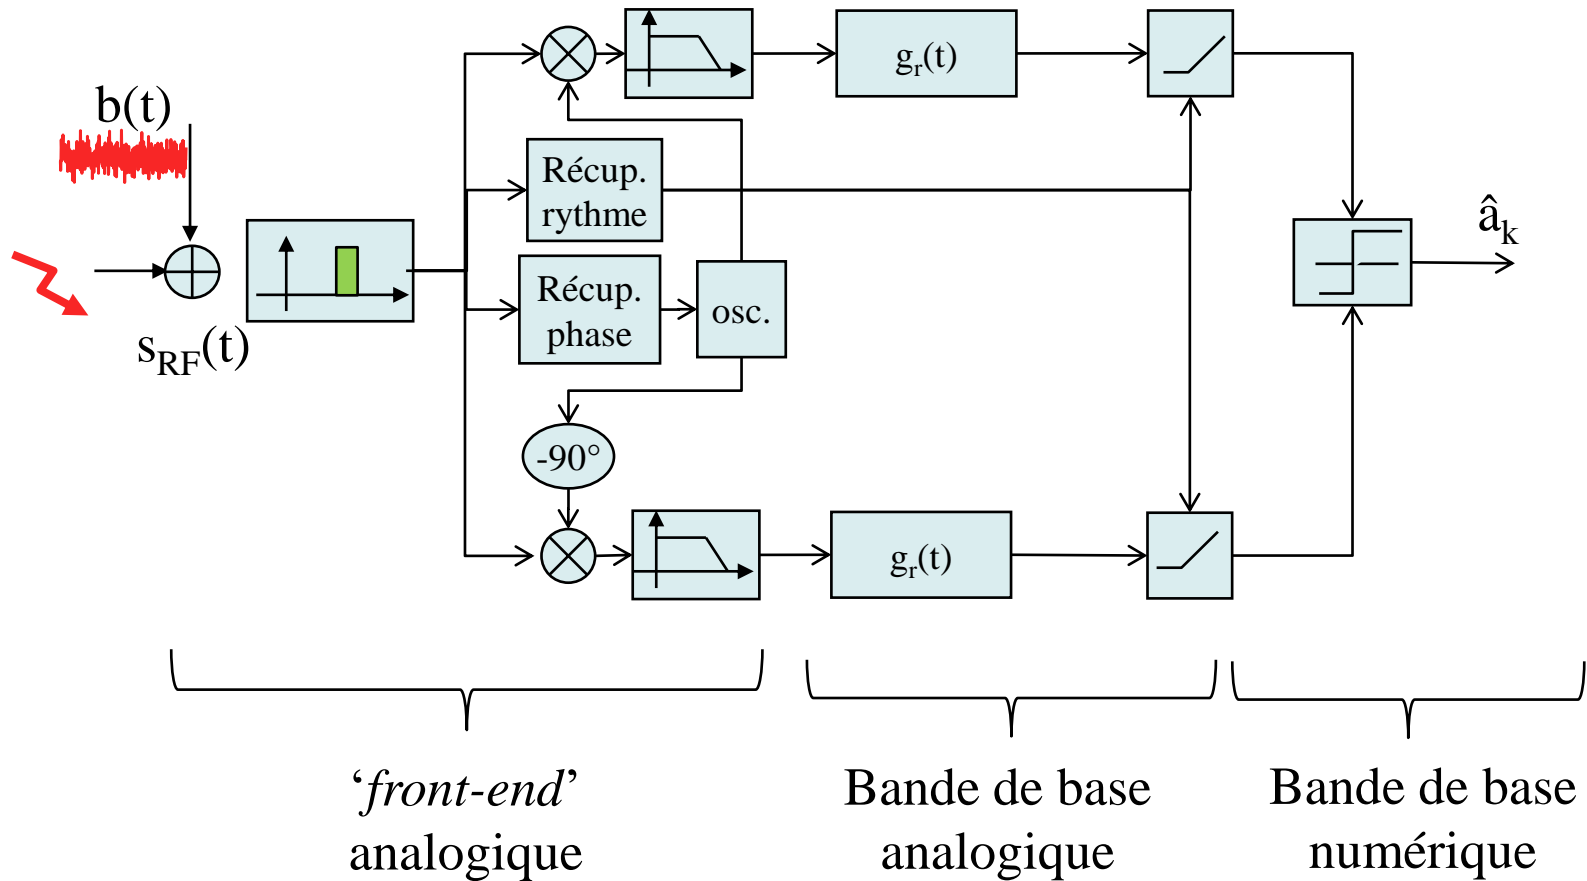 b(t)
s_RF(t)
g_r(t)
Récup.
rythme
Récup.
phase
osc.
-90°
g_r(t)
â_k
‘front-end’
analogique
Bande de base
analogique
Bande de base
numérique